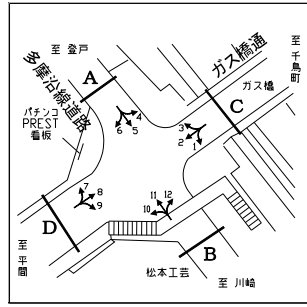 至 登戸
多摩沿線道路
A
ガス橋通
至 千鳥町
ガス橋
パチンコ
PREST
看板
C
4
5
6
3
2
1
7
8
9
10
11
12
D
B
至 平間
松本工芸
至 川崎